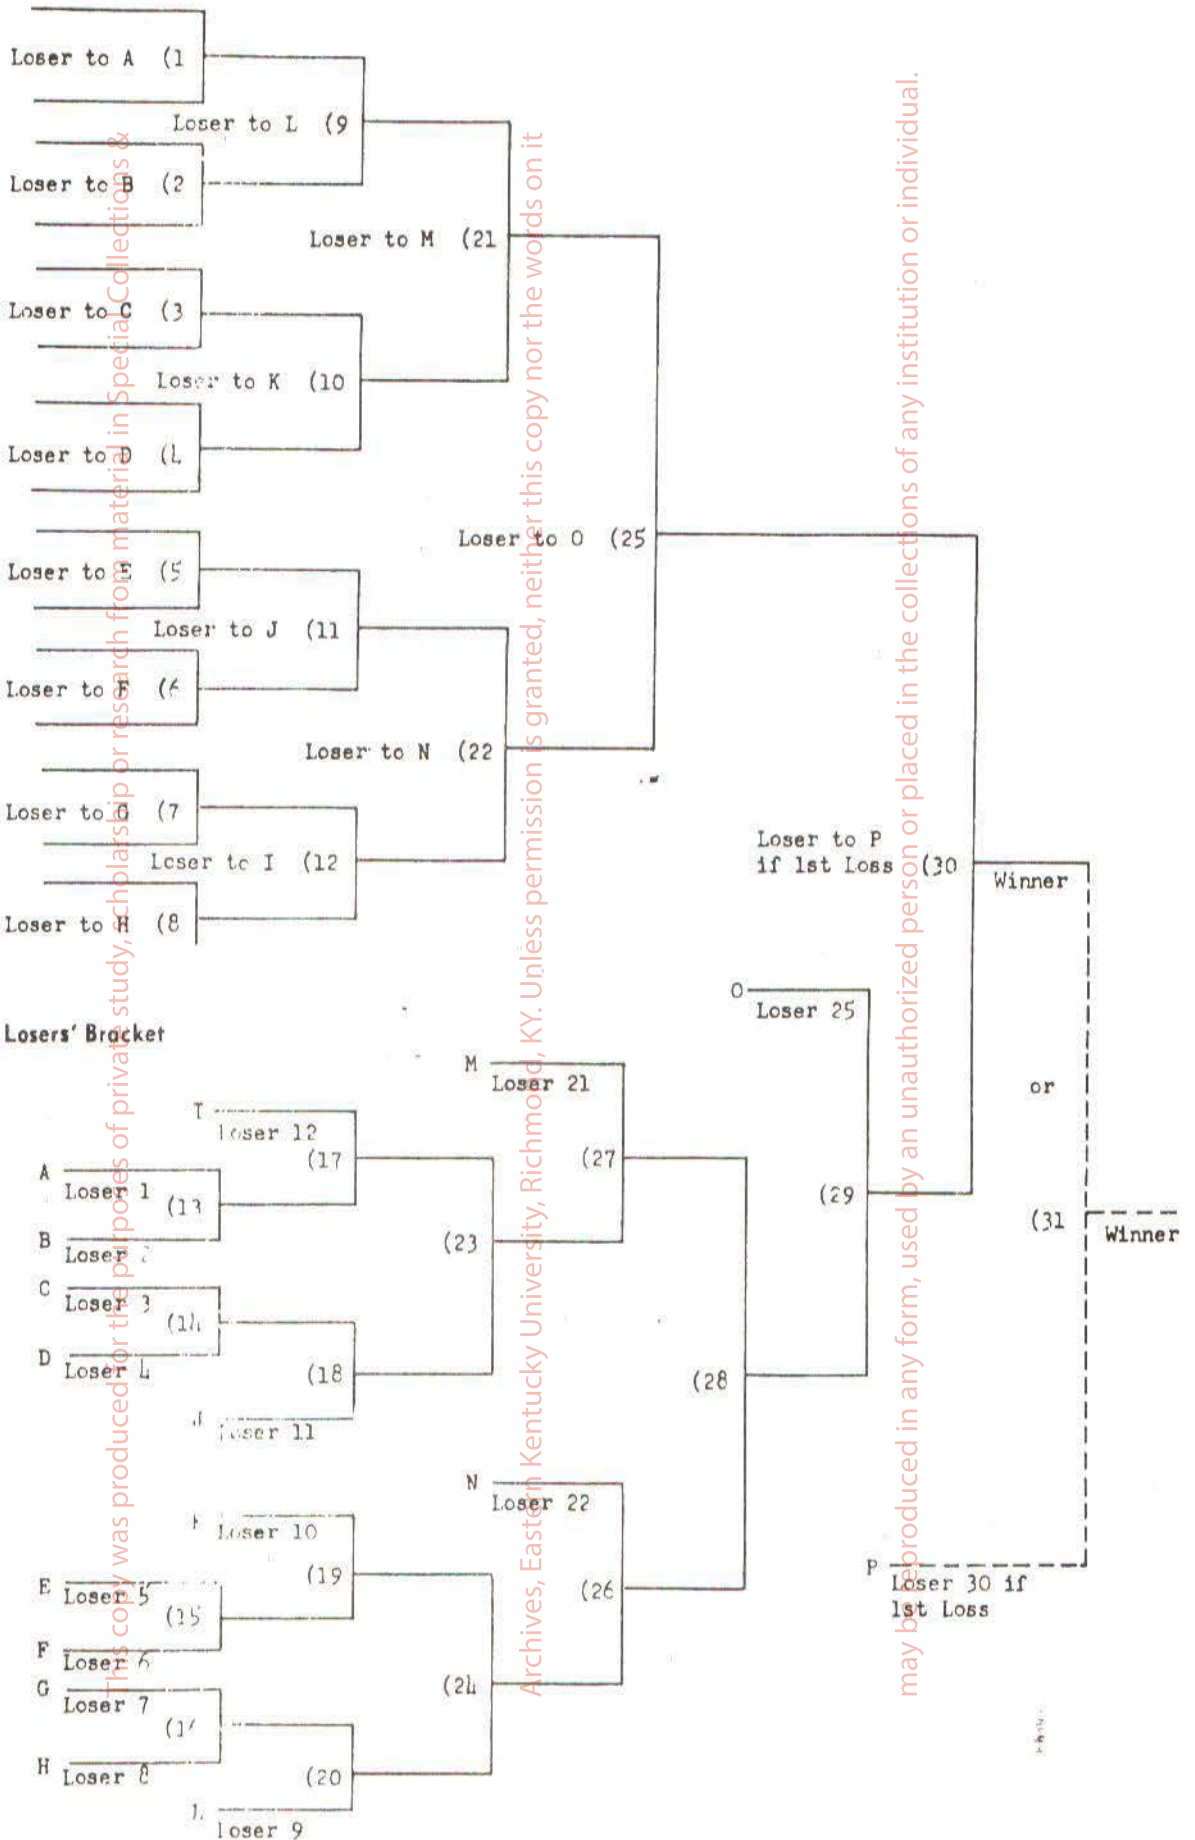 Loser to A (1
Loser to L (9
Loser to B (2
Loser to M (21
Loser to C (3
Loser to K (10
Loser to D (4
Loser to O (25
Loser to E (5
Loser to J (11
Loser to F (6
Loser to N (22
Loser to G (7
Loser to P
if 1st Loss (30
Winner
Loser to I (12
Loser to H (8
O
Loser 25
Losers' Bracket
M
Loser 21
or
Loser 12
(17
(27
A
Loser 1
(13
(29
(31
Winner
B
Loser 2
(23
C
Loser 3
(14
D
Loser 4
(18
(28
J
Loser 11
N
Loser 22
Loser 10
(19
(26
P
Loser 30 if
1st Loss
E
Loser 5
(15
F
Loser 6
G
Loser 7
(24
(16
H
Loser 8
(20
L
Loser 9
This copy was produced for the purposes of private study, scholarship or research from material in Special Collections &
Archives, Eastern Kentucky University, Richmond, KY. Unless permission is granted, neither this copy nor the words on it
may be reproduced in any form, used by an unauthorized person or placed in the collections of any institution or individual.